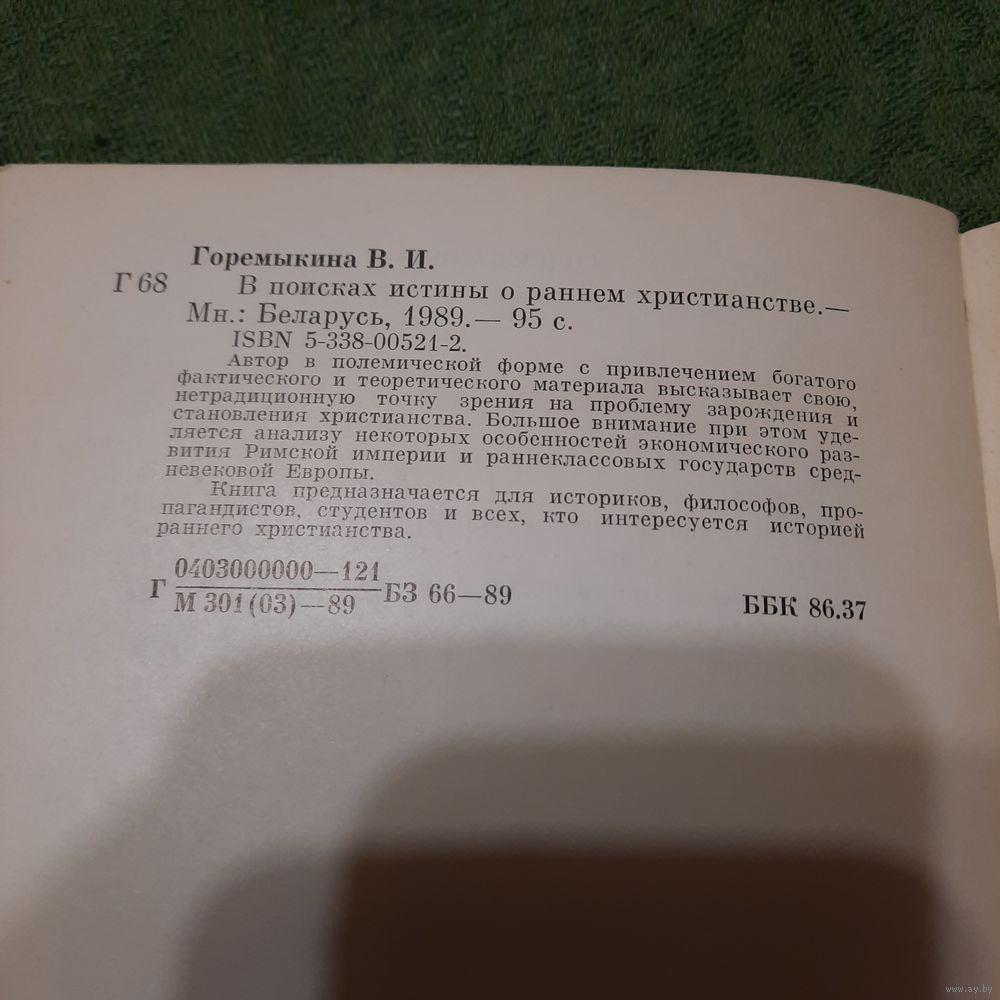 Горемыкина В. И.
Г 68 В поисках истины о раннем христианстве.—
Мн.: Беларусь, 1989.— 95 с.
ISBN 5-338-00521-2.
Автор в полемической форме с привлечением богатого
фактического и теоретического материала высказывает свою,
нетрадиционную точку зрения на проблему зарождения и
становления христианства. Большое внимание при этом уде-
ляется анализу некоторых особенностей экономического раз-
вития Римской империи и раннеклассовых государств сред-
невековой Европы.
Книга предназначается для историков, философов, про-
пагандистов, студентов и всех, кто интересуется историей
раннего христианства.
0403000000—121
Г М 301(03)—89 БЗ 66—89
ББК 86.37
www.ay.by